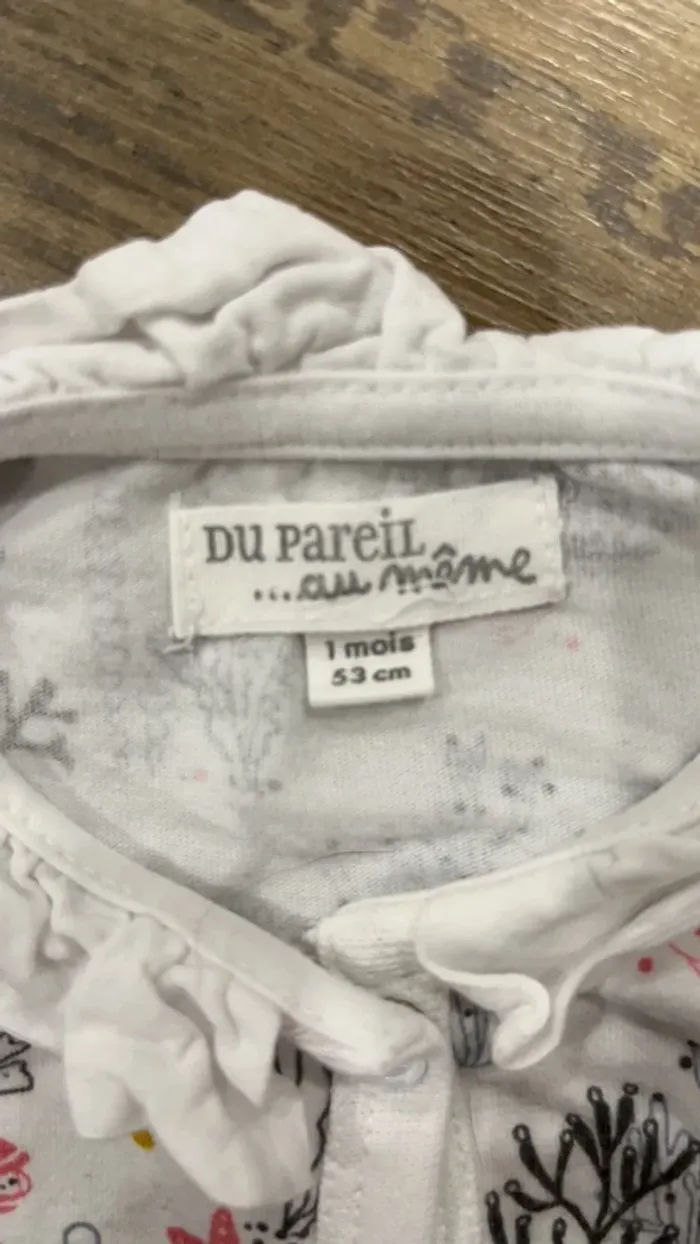 DU PAREIL
...au même
1 mois
53 cm